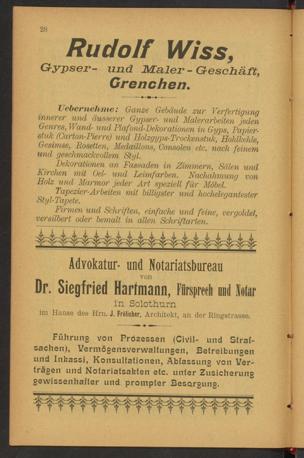 28
Rudolf Wiss,
Gypser- und Maler-Geschäft,
Grenchen.
Uebernehme: Ganze Gebäude zur Verfertigung
innerer und äusserer Gypser- und Malerarbeiten jeden
Genres, Wand- und Plafond-Dekorationen in Gyps, Papier-
stuk (Carton-Pierre) und Holzgyps-Trockenstuk, Hohlkehle,
Gesimse, Rosetten, Medaillons, Consolen etc. nach feinem
und geschmackvollem Styl.
Dekorationen an Fassaden in Zimmern, Sälen und
Kirchen mit Oel- und Leimfarben. Nachahmung von
Holz und Marmor jeder Art speziell für Möbel.
Tapezier-Arbeiten mit billigster und hochelegantester
Styl-Tapete.
Firmen und Schriften, einfache und feine, vergoldet,
versilbert oder bemalt in allen Schriftarten.
Advokatur- und Notariatsbureau
von
Dr. Siegfried Hartmann, Fürsprech und Notar
in Solothurn
im Hause des Hrn. J. Frölicher, Architekt, an der Ringstrasse.
Führung von Prozessen (Civil- und Straf-
sachen), Vermögensverwaltungen, Betreibungen
und Inkassi, Konsultationen, Ablassung von Ver-
trägen und Notariatsakten etc. unter Zusicherung
gewissenhafter und prompter Besorgung.